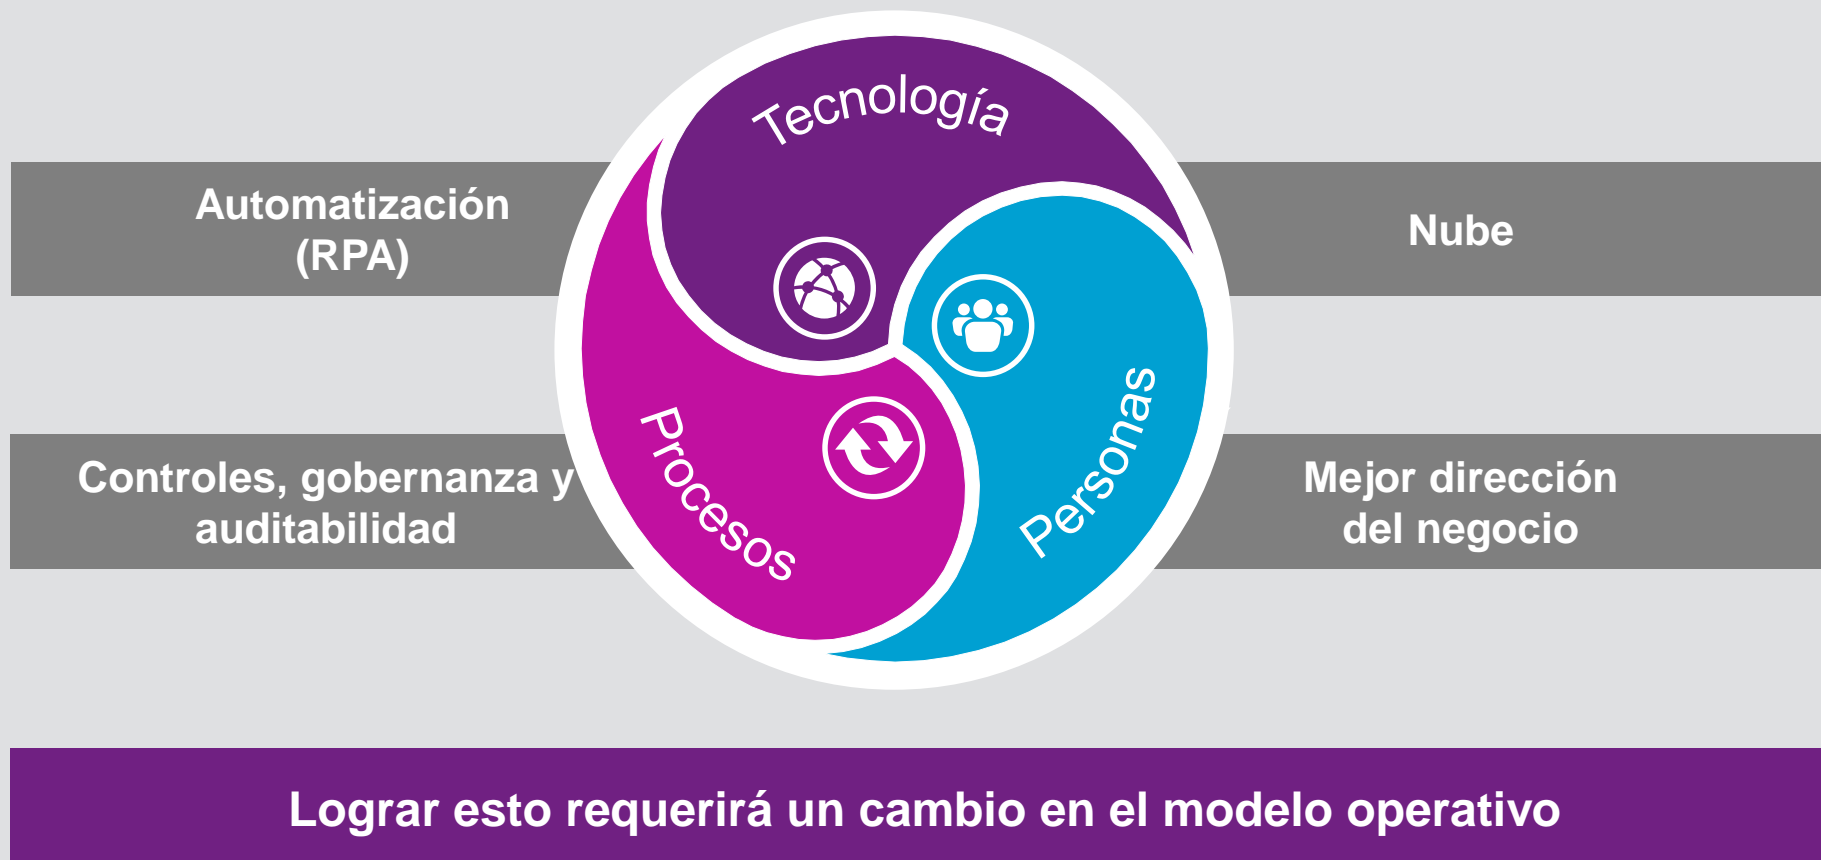 Tecnología
Automatización
(RPA)
Nube
Controles, gobernanza y
auditabilidad
Procesos
Personas
Mejor dirección
del negocio
Lograr esto requerirá un cambio en el modelo operativo